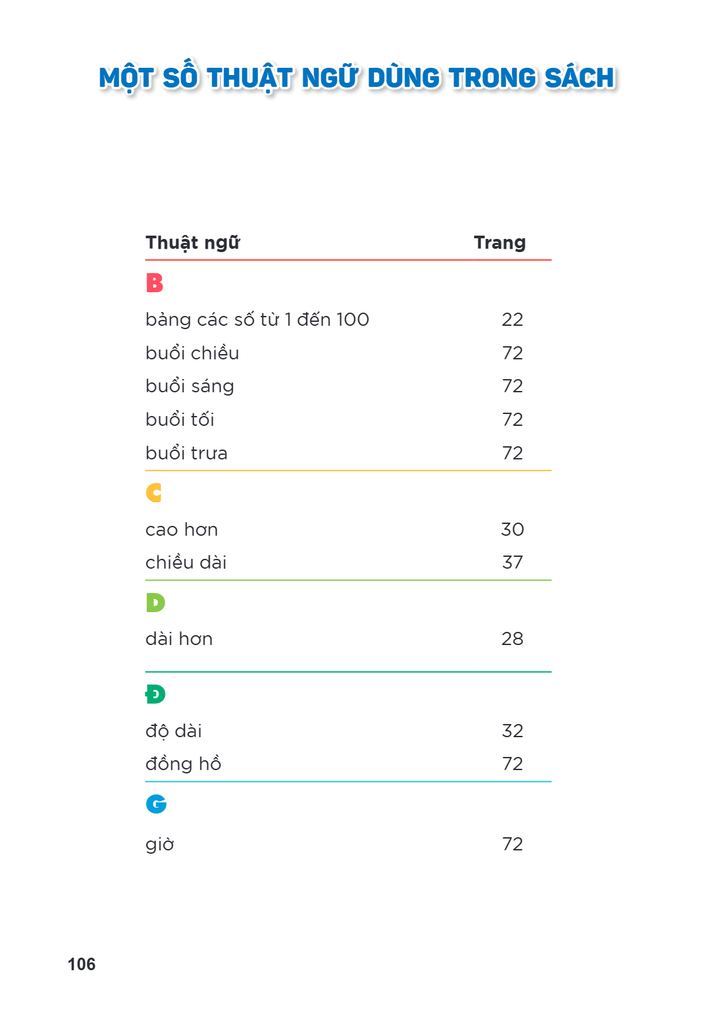 MỘT SỐ THUẬT NGỮ DÙNG TRONG SÁCH
Thuật ngữ Trang
B
bảng các số từ 1 đến 100 22
buổi chiều 72
buổi sáng 72
buổi tối 72
buổi trưa 72
C
cao hơn 30
chiều dài 37
D
dài hơn 28
Đ
độ dài 32
đồng hồ 72
G
giờ 72
106